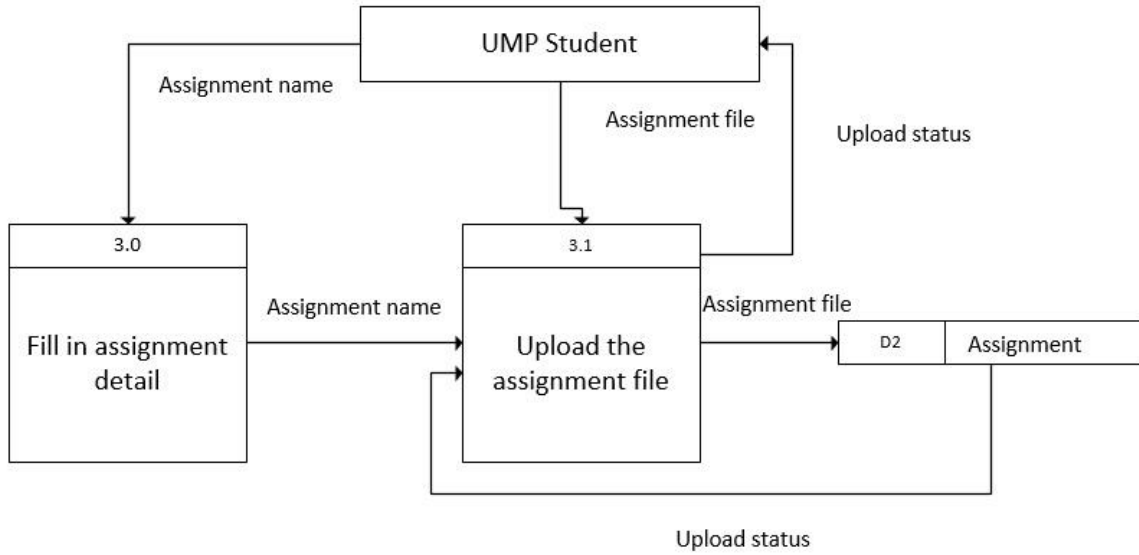 UMP Student
Assignment name
Assignment file
Upload status
3.0
3.1
Fill in assignment
detail
Assignment name
Upload the
assignment file
Assignment file
D2
Assignment
Upload status